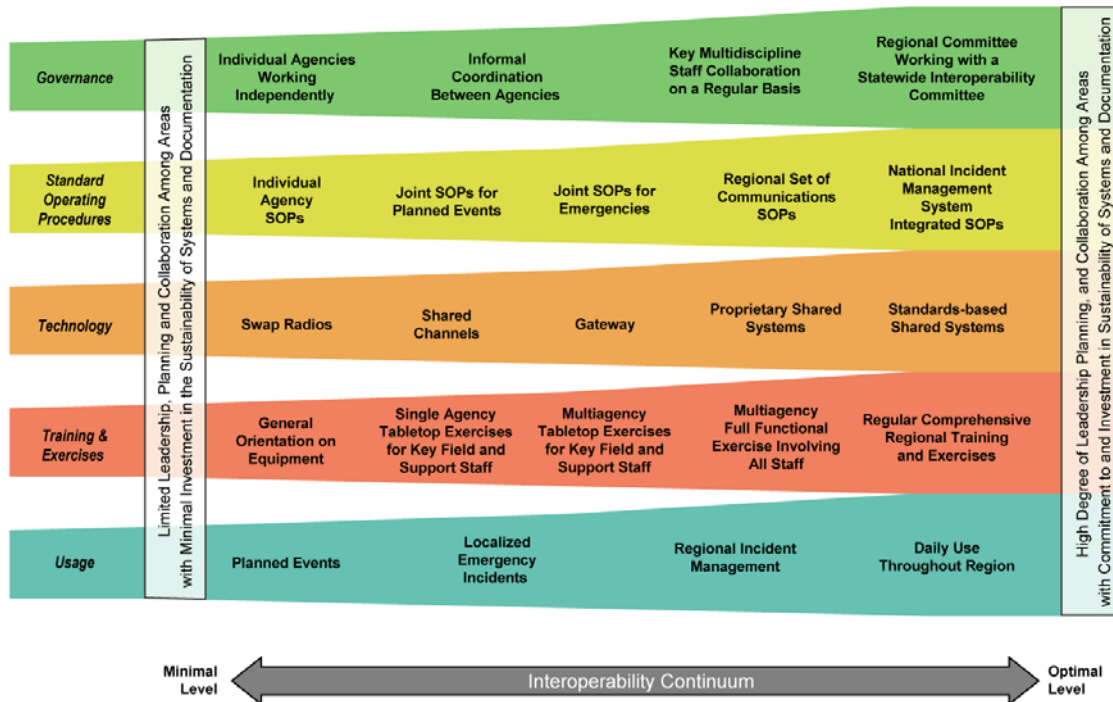 Governance
Individual Agencies
Working
Independently
Informal
Coordination
Between Agencies
Key Multidiscipline
Staff Collaboration
on a Regular Basis
Regional Committee
Working with a
Statewide Interoperability
Committee
Standard
Operating
Procedures
Individual
Agency
SOPs
Joint SOPs for
Planned Events
Joint SOPs for
Emergencies
Regional Set of
Communications
SOPs
National Incident
Management
System
Integrated SOPs
Technology
Swap Radios
Shared
Channels
Gateway
Proprietary Shared
Systems
Standards-based
Shared Systems
Training &
Exercises
General
Orientation on
Equipment
Single Agency
Tabletop Exercises
for Key Field and
Support Staff
Multiagency
Tabletop Exercises
for Key Field and
Support Staff
Multiagency
Full Functional
Exercise Involving
All Staff
Regular Comprehensive
Regional Training
and Exercises
Usage
Planned Events
Localized
Emergency
Incidents
Regional Incident
Management
Daily Use
Throughout Region
Limited Leadership, Planning and Collaboration Among Areas
with Minimal Investment in the Sustainability of Systems and Documentation
High Degree of Leadership Planning, and Collaboration Among Areas
with Commitment to and Investment in Sustainability of Systems and Documentation
Minimal
Level
Interoperability Continuum
Optimal
Level